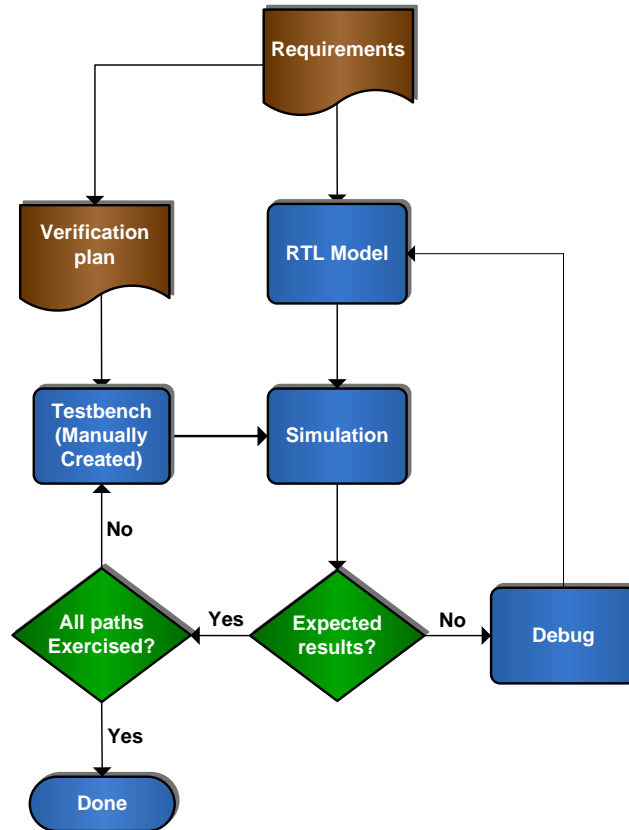 Requirements
Verification
plan
RTL Model
Testbench
(Manually
Created)
Simulation
No
All paths
Exercised?
Yes
Expected
results?
No
Debug
Yes
Done